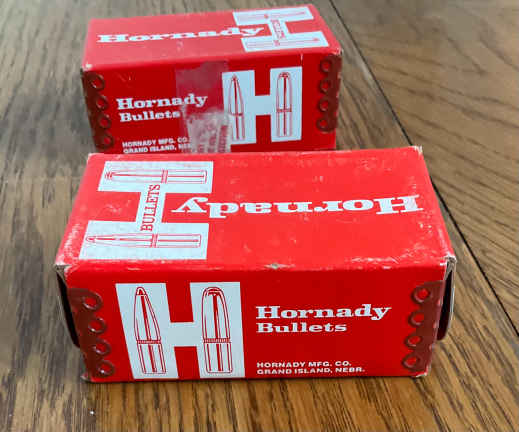 Hornady
BULLETS
Hornady
Bullets
HORNADY MFG. CO.
GRAND ISLAND, NEBR.
BULLETS
Hornady
Hornady
Bullets
HORNADY MFG. CO.
GRAND ISLAND, NEBR.